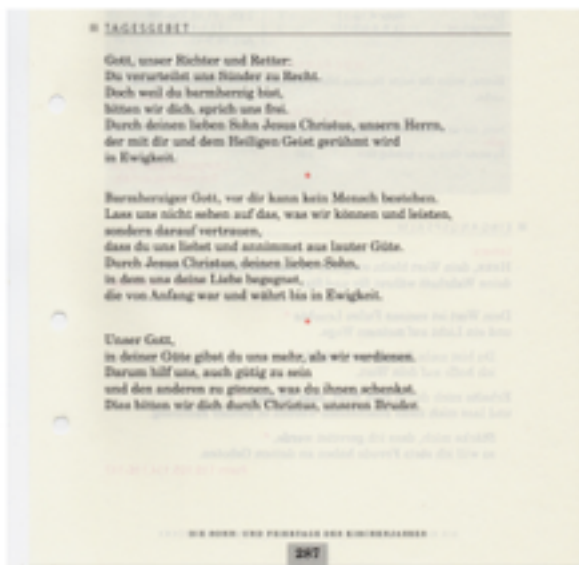 TAGESGEBET
Gott, unser Richter und Retter:
Du verurteilst uns Sünder zu Recht.
Doch weil du barmherzig bist,
bitten wir dich, sprich uns frei.
Durch deinen lieben Sohn Jesus Christus, unsern Herrn,
der mit dir und dem Heiligen Geist gerühmt wird
in Ewigkeit.
*
Barmherziger Gott, vor dir kann kein Mensch bestehen.
Lass uns nicht sehen auf das, was wir können und leisten,
sondern darauf vertrauen,
dass du uns liebst und annimmst aus lauter Güte.
Durch Jesus Christus, deinen lieben Sohn,
in dem uns deine Liebe begegnet,
die von Anfang war und währt bis in Ewigkeit.
*
Unser Gott,
in deiner Güte gibst du uns mehr, als wir verdienen.
Darum hilf uns, auch gütig zu sein
und den anderen zu gönnen, was du ihnen schenkst.
Dies bitten wir dich durch Christus, unseren Bruder.
DIE SONN- UND FEIERTAGE DES KIRCHENJAHRES
287